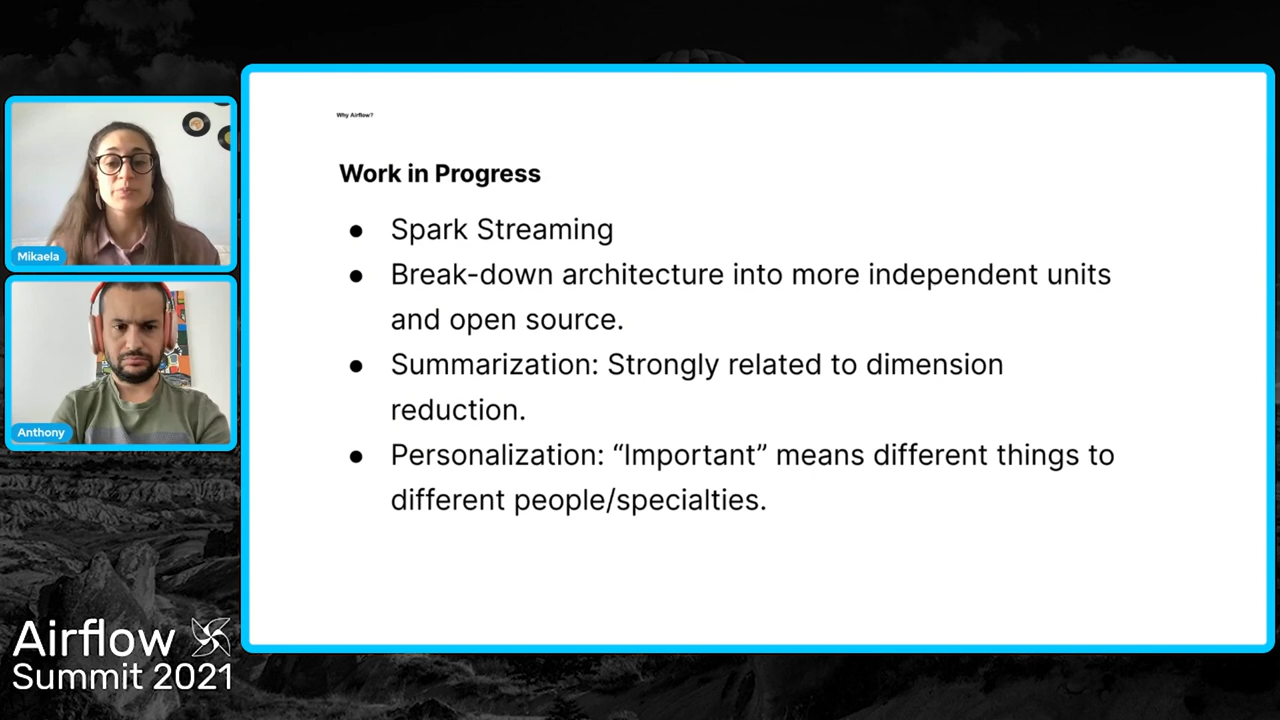 Why Airflow?
Work in Progress
● Spark Streaming
● Break-down architecture into more independent units
and open source.
● Summarization: Strongly related to dimension
reduction.
● Personalization: “Important” means different things to
different people/specialties.
Mikaela
Anthony
Airflow
Summit 2021